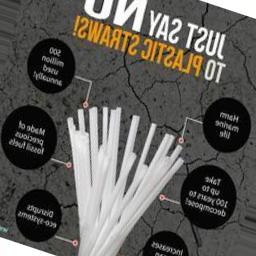 JUST SAY NO
TO PLASTIC STRAWS!
500
million
used
annually!
Harm
marine
life
Made of
precious
fossil fuels
Take
up to
100 years to
decompose!
Disrupts
eco-systems
Increases